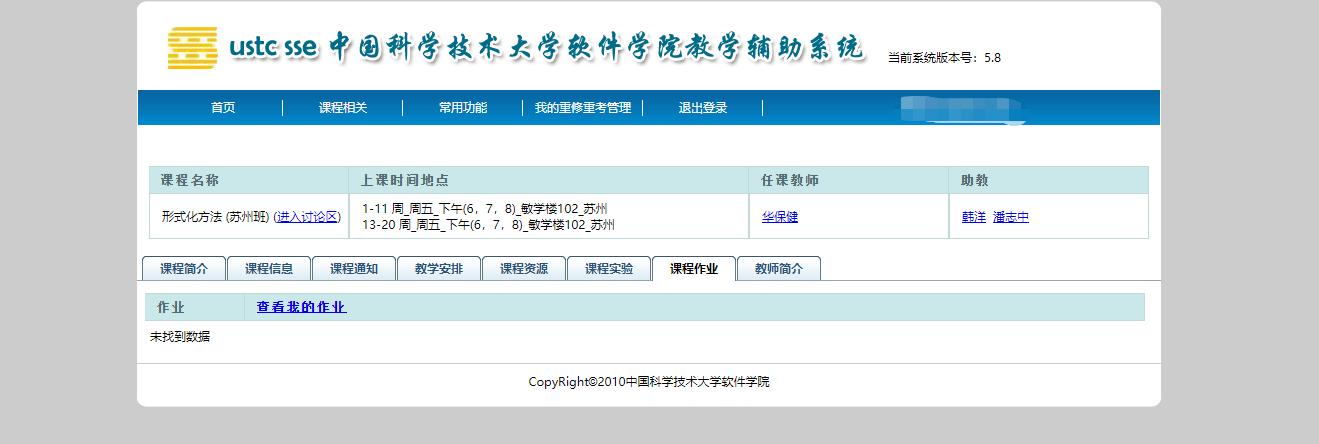 ustc sse 中国科学技术大学软件学院教学辅助系统 当前系统版本号：5.8
首页 课程相关 常用功能 我的重修重考管理 退出登录
课程名称 上课时间地点 任课教师 助教
形式化方法 (苏州班) (进入讨论区) 1-11 周_周五_下午(6，7，8)_敏学楼102_苏州 华保健 韩洋 潘志中
13-20 周_周五_下午(6，7，8)_敏学楼102_苏州
课程简介 课程信息 课程通知 教学安排 课程资源 课程实验 课程作业 教师简介
作业 查看我的作业
未找到数据
CopyRight©2010中国科学技术大学软件学院